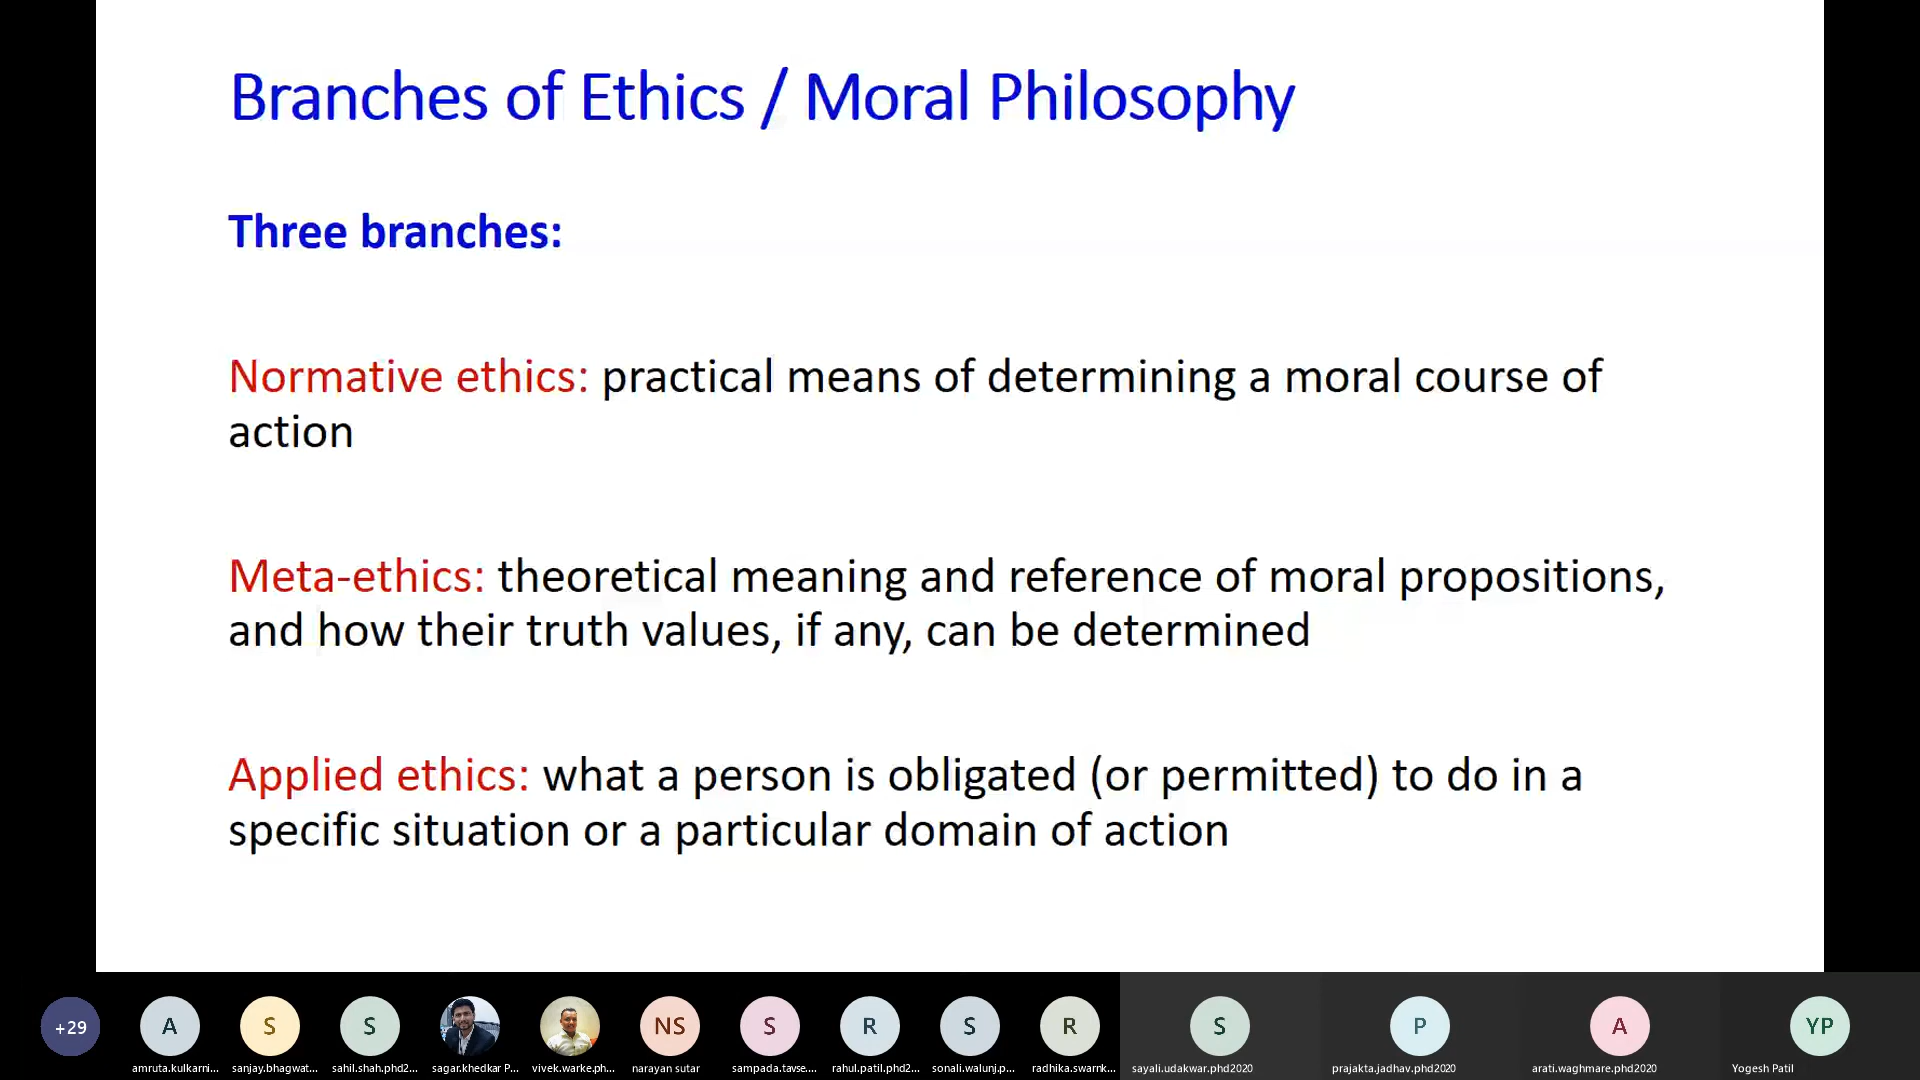 Branches of Ethics / Moral Philosophy
Three branches:
Normative ethics: practical means of determining a moral course of
action
Meta-ethics: theoretical meaning and reference of moral propositions,
and how their truth values, if any, can be determined
Applied ethics: what a person is obligated (or permitted) to do in a
specific situation or a particular domain of action
+29 A S S NS S R S R S P A YP
amruta.kulkarni... sanjay.bhagwat... sahil.shah.phd2... sagar.khedkar P... vivek.warke.ph... narayan sutar sampada.tavse.... rahul.patil.phd2... sonali.walunj.p... radhika.swarnk... sayali.udakwar.phd2020 prajakta.jadhav.phd2020 arati.waghmare.phd2020 Yogesh Patil